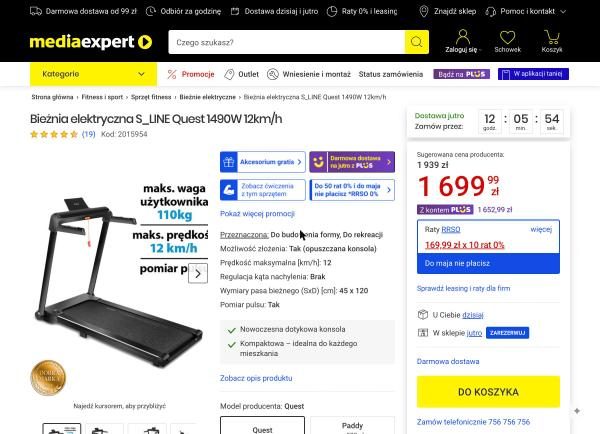 Darmowa dostawa od 99 zł
Odbiór za godzinę
Dostawa dzisiaj i jutro
Raty 0% i leasing
Znajdź sklep
Pomoc i kontakt
mediaexpert
Czego szukasz?
Zaloguj się
Schowek
Koszyk
Kategorie
Promocje
Outlet
Wniesienie i montaż
Status zamówienia
Bądź na PLUS
W aplikacji taniej
Strona główna › Fitness i sport › Sprzęt fitness › Bieżnie elektryczne › Bieżnia elektryczna S_LINE Quest 1490W 12km/h
Bieżnia elektryczna S_LINE Quest 1490W 12km/h
(19) Kod: 2015954
maks. waga
użytkownika
110kg
maks. prędkoś
12 km/h
pomiar pu
DOBRA
MARKA
Najedź kursorem, aby przybliżyć
Akcesorium gratis
Darmowa dostawa
na jutro z PLUS
Zobacz ćwiczenia
z tym sprzętem
Do 50 rat 0% i do maja
nie płacisz *RRSO 0%
Pokaż więcej promocji
Przeznaczona: Do budowania formy, Do rekreacji
Możliwość złożenia: Tak (opuszczana konsola)
Prędkość maksymalna [km/h]: 12
Regulacja kąta nachylenia: Brak
Wymiary pasa bieżnego (SxD) [cm]: 45 x 120
Pomiar pulsu: Tak
Nowoczesna dotykowa konsola
Kompaktowa – idealna do każdego
mieszkania
Zobacz opis produktu
Model producenta: Quest
Quest
Paddy
Dostawa jutro
Zamów przez:
12 : 05 : 54
godz. min. sek.
Sugerowana cena producenta:
1 939 zł
1 699 99 zł
Z kontem PLUS 1 652,99 zł
Raty RRSO
więcej
169,99 zł x 10 rat 0%
Do maja nie płacisz
Sprawdź leasing i raty dla firm
U Ciebie dzisiaj
W sklepie jutro
ZAREZERWUJ
Darmowa dostawa
DO KOSZYKA
Zamów telefonicznie 756 756 756